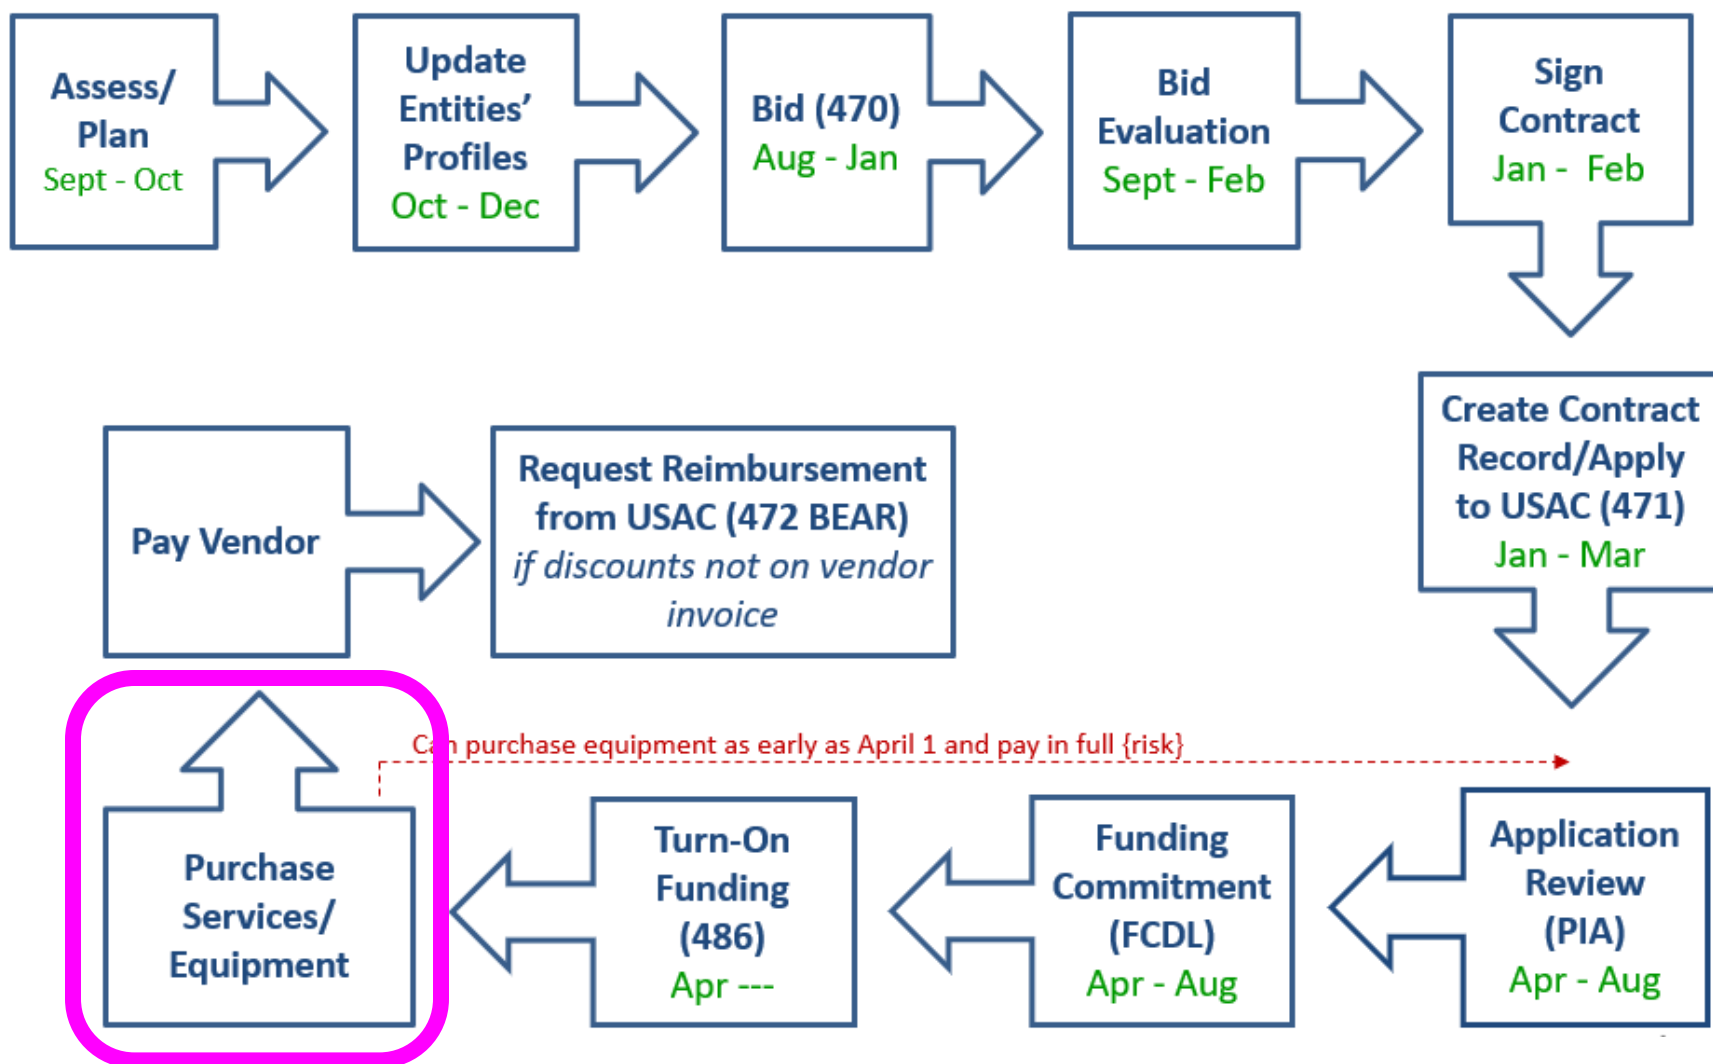 Assess/
Plan
Sept - Oct
Update
Entities’
Profiles
Oct - Dec
Bid (470)
Aug - Jan
Bid
Evaluation
Sept - Feb
Sign
Contract
Jan -  Feb
Create Contract
Record/Apply
to USAC (471)
Jan - Mar
Application
Review
(PIA)
Apr - Aug
Funding
Commitment
(FCDL)
Apr - Aug
Turn-On
Funding
(486)
Apr ---
Can purchase equipment as early as April 1 and pay in full {risk}
Purchase
Services/
Equipment
Pay Vendor
Request Reimbursement
from USAC (472 BEAR)
if discounts not on vendor
invoice